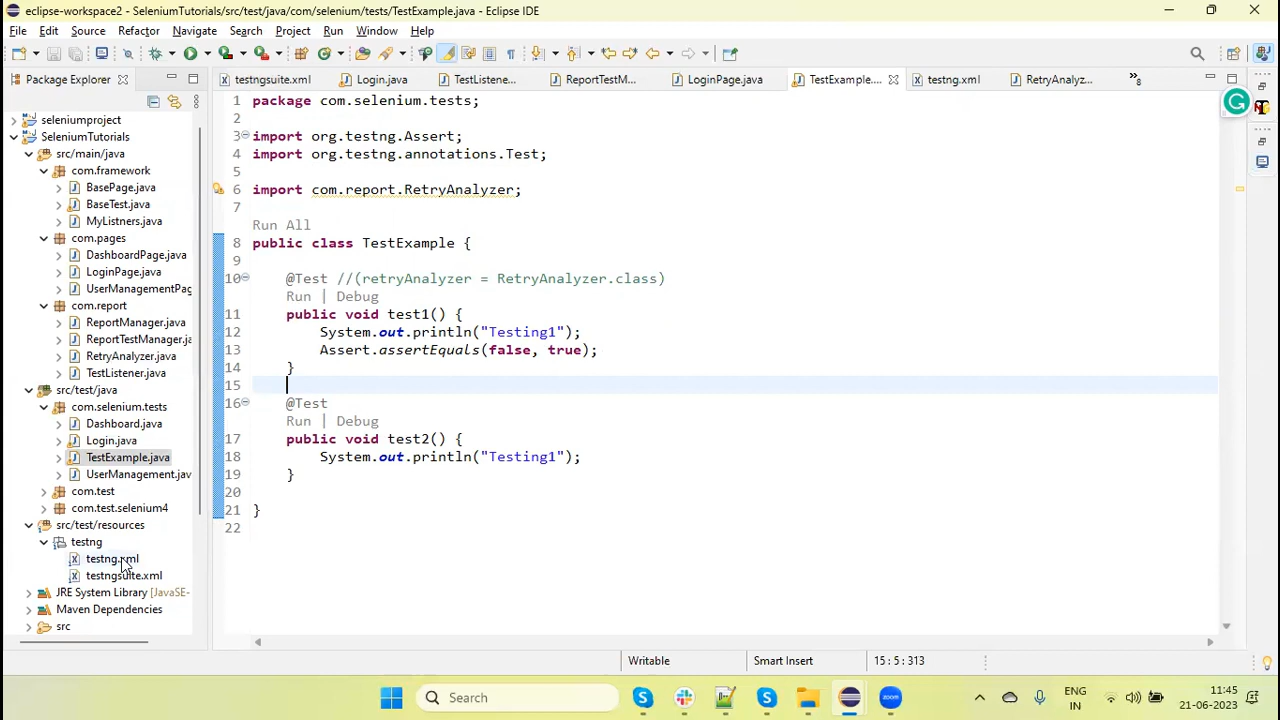 eclipse-workspace2 - SeleniumTutorials/src/test/java/com/selenium/tests/TestExample.java - Eclipse IDE
File Edit Source Refactor Navigate Search Project Run Window Help
Package Explorer
testngsuite.xml
Login.java
TestListene...
ReportTestM...
LoginPage.java
TestExample....
testng.xml
RetryAnalyz...
»8
seleniumproject
SeleniumTutorials
src/main/java
com.framework
BasePage.java
BaseTest.java
MyListners.java
com.pages
DashboardPage.java
LoginPage.java
UserManagementPag
com.report
ReportManager.java
ReportTestManager.ja
RetryAnalyzer.java
TestListener.java
src/test/java
com.selenium.tests
Dashboard.java
Login.java
TestExample.java
UserManagement.jav
com.test
com.test.selenium4
src/test/resources
testng
testng.xml
testngsuite.xml
JRE System Library [JavaSE-
Maven Dependencies
src
1 package com.selenium.tests;
2
3 import org.testng.Assert;
4 import org.testng.annotations.Test;
5
6 import com.report.RetryAnalyzer;
7
Run All
8 public class TestExample {
9
10 @Test //(retryAnalyzer = RetryAnalyzer.class)
Run | Debug
11 public void test1() {
12 System.out.println("Testing1");
13 Assert.assertEquals(false, true);
14 }
15
16 @Test
Run | Debug
17 public void test2() {
18 System.out.println("Testing1");
19 }
20
21 }
22
Writable
Smart Insert
15 : 5 : 313
Search
zoom
ENG
IN
11:45
21-06-2023